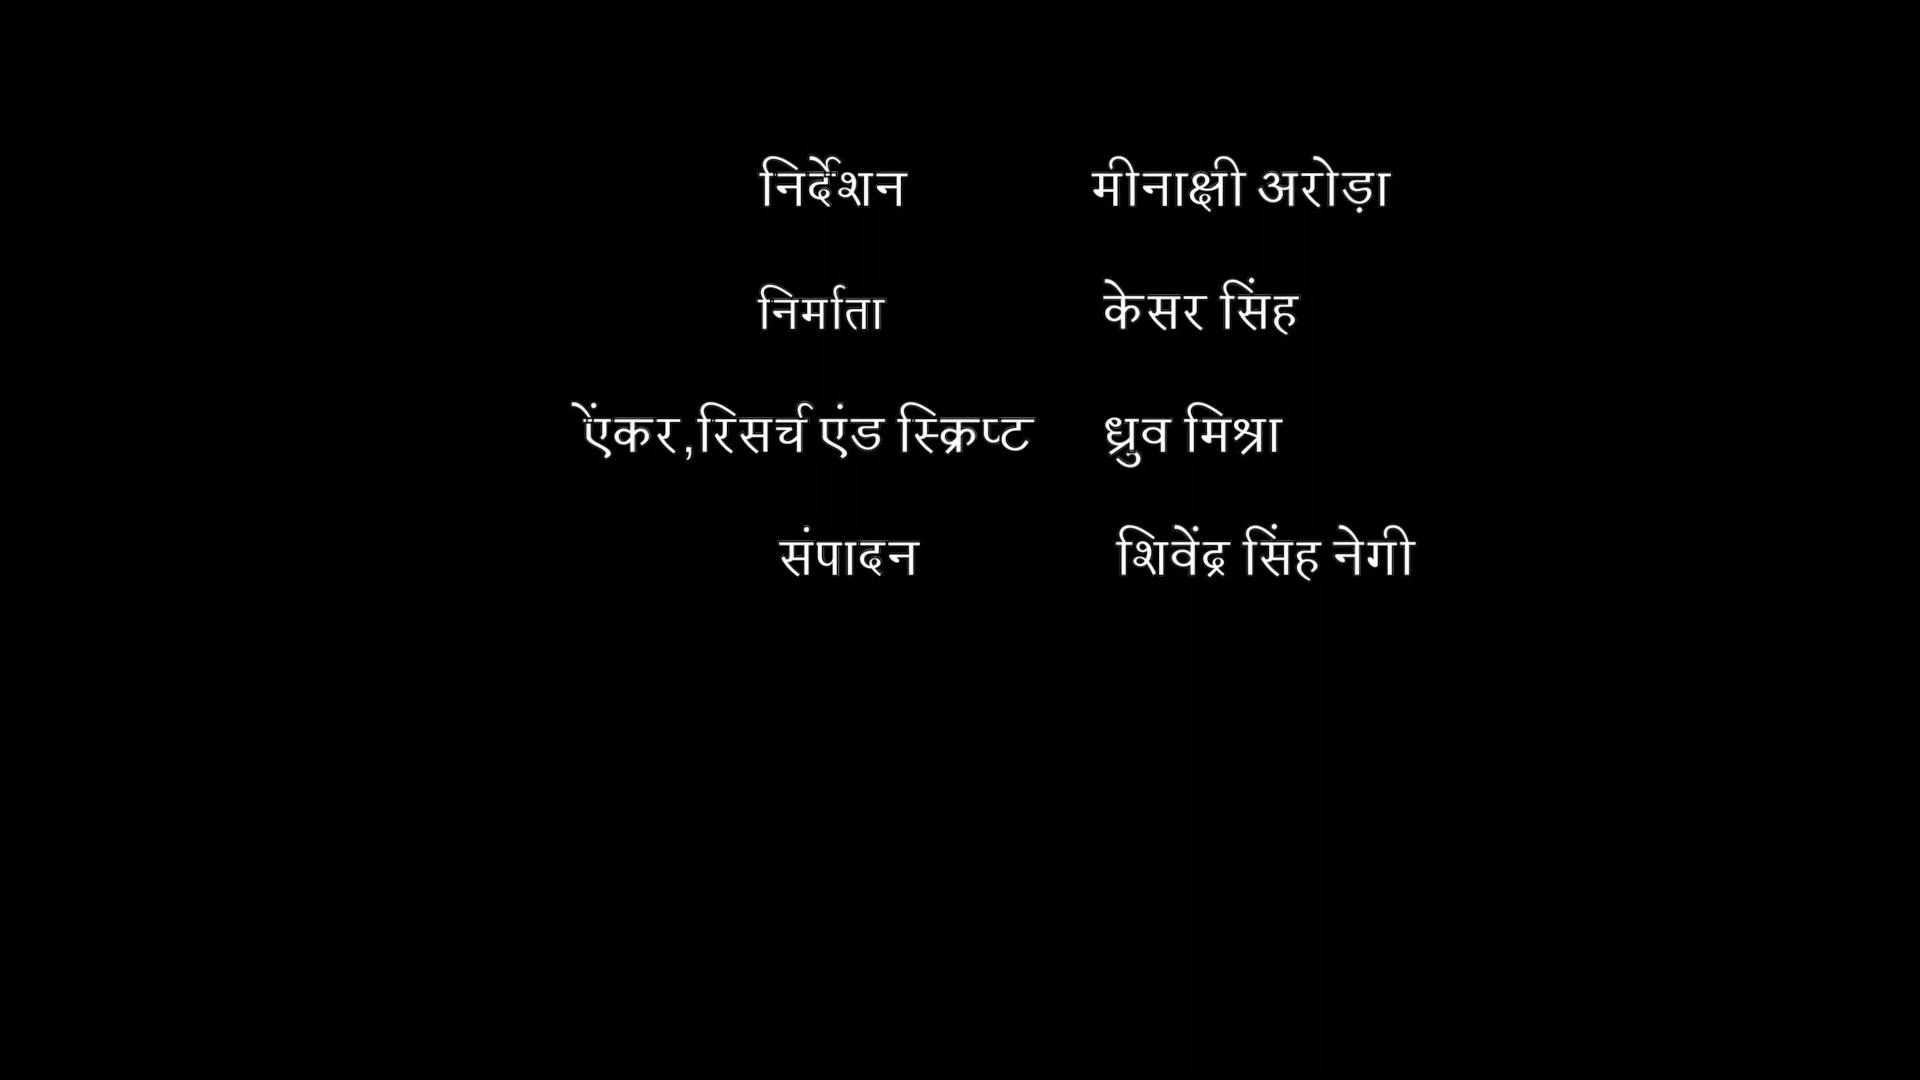 निर्देशन मीनाक्षी अरोड़ा
निर्माता केसर सिंह
ऐंकर,रिसर्च एंड स्क्रिप्ट ध्रुव मिश्रा
संपादन शिवेंद्र सिंह नेगी